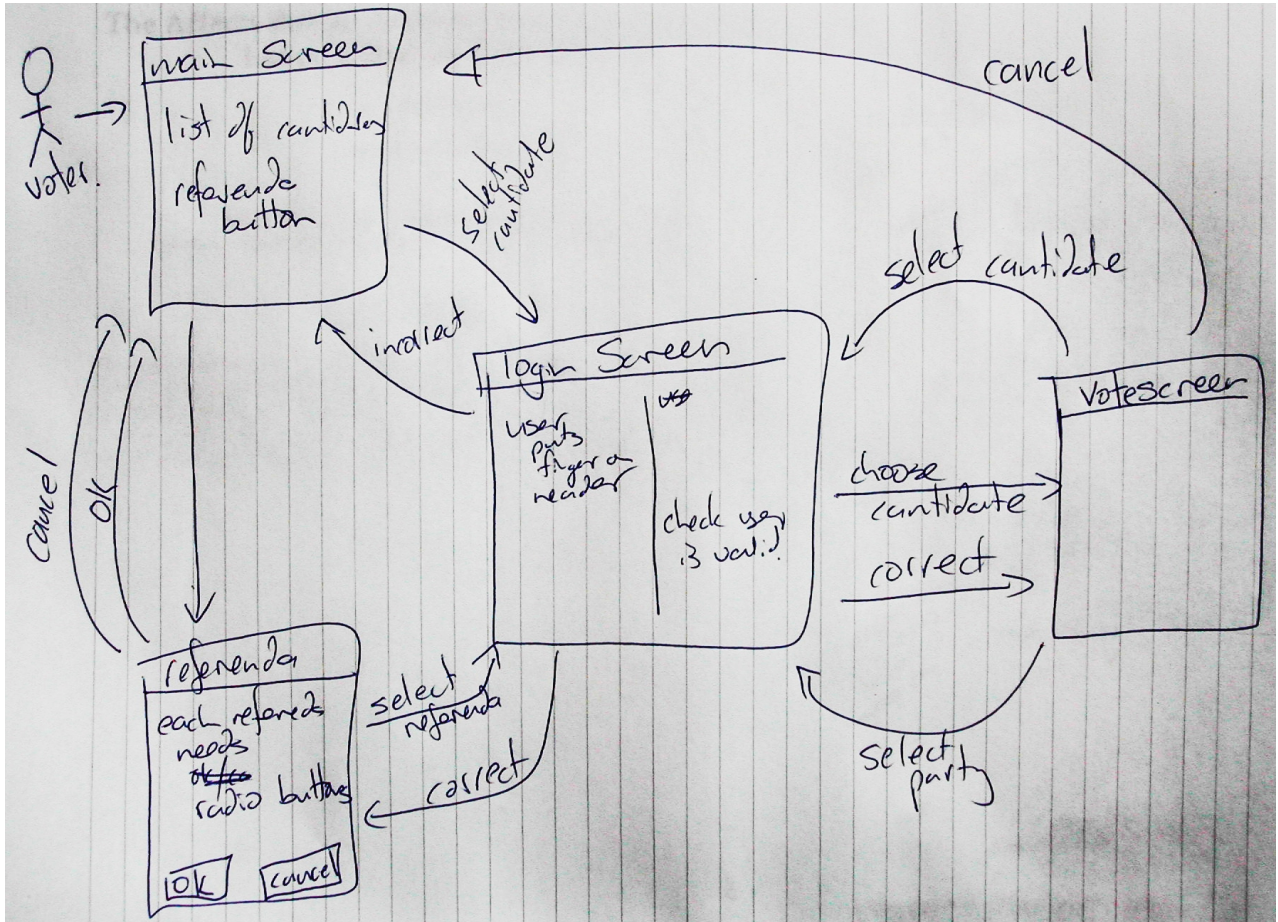 main Screen
list of cantidates
referenda
button
voter.
cancel
select
cantidate
select cantidate
incorrect
login Screen
user
puts
finger on
reader
check user
is valid
votescreen
choose
cantidate
correct
cancel
OK
referenda
each referenda
needs
radio buttons
OK
cancel
select
referenda
correct
select
party